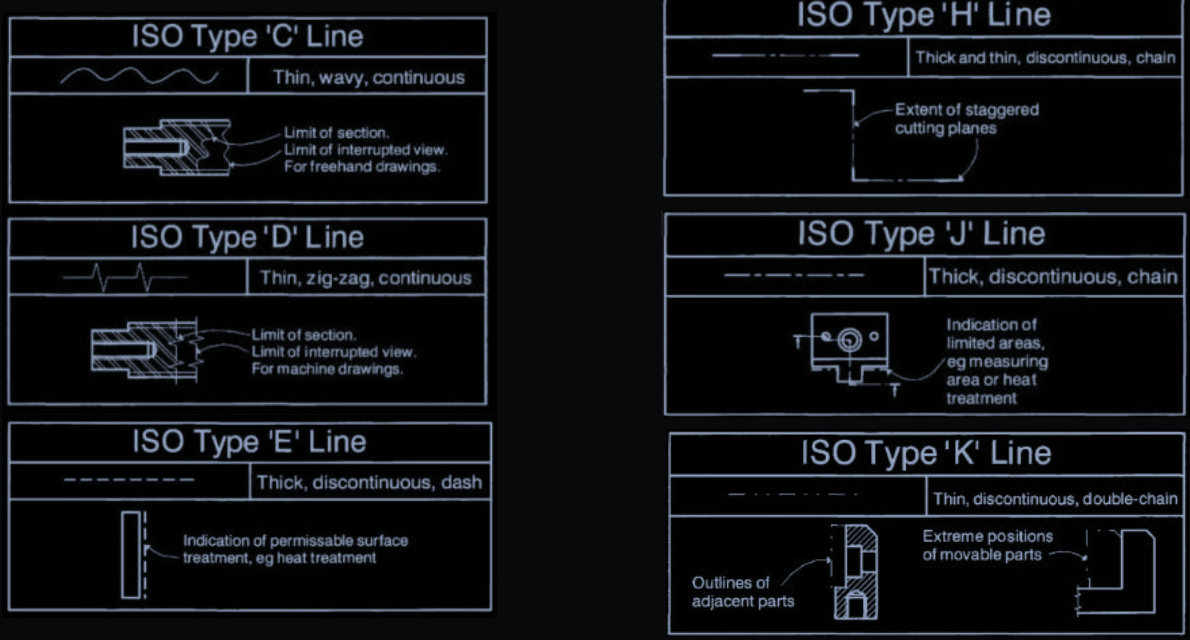 ISO Type 'C' Line
Thin, wavy, continuous
Limit of section.
Limit of interrupted view.
For freehand drawings.
ISO Type 'D' Line
Thin, zig-zag, continuous
Limit of section.
Limit of interrupted view.
For machine drawings.
ISO Type 'E' Line
Thick, discontinuous, dash
Indication of permissable surface
treatment, eg heat treatment
ISO Type 'H' Line
Thick and thin, discontinuous, chain
Extent of staggered
cutting planes
ISO Type 'J' Line
Thick, discontinuous, chain
Indication of
limited areas,
eg measuring
area or heat
treatment
ISO Type 'K' Line
Thin, discontinuous, double-chain
Outlines of
adjacent parts
Extreme positions
of movable parts